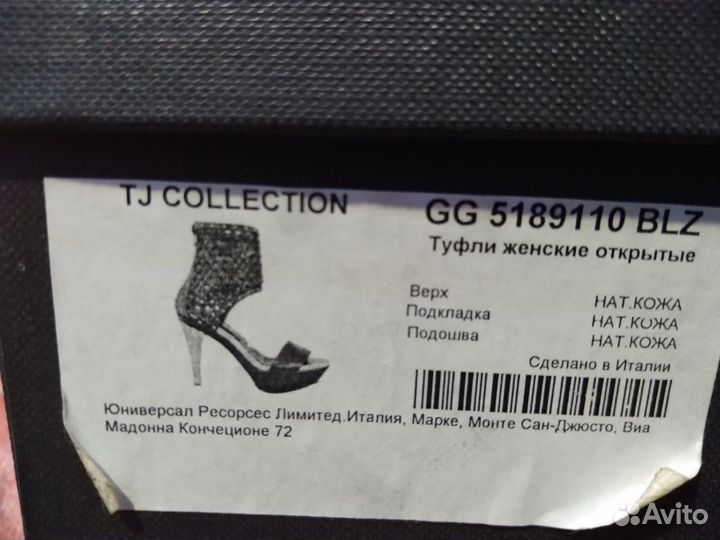 TJ COLLECTION
GG 5189110 BLZ
Туфли женские открытые
Верх НАТ.КОЖА
Подкладка НАТ.КОЖА
Подошва НАТ.КОЖА
Сделано в Италии
Юниверсал Ресорсес Лимитед.Италия, Марке, Монте Сан-Джюсто, Виа
Мадонна Кончеционе 72
Avito